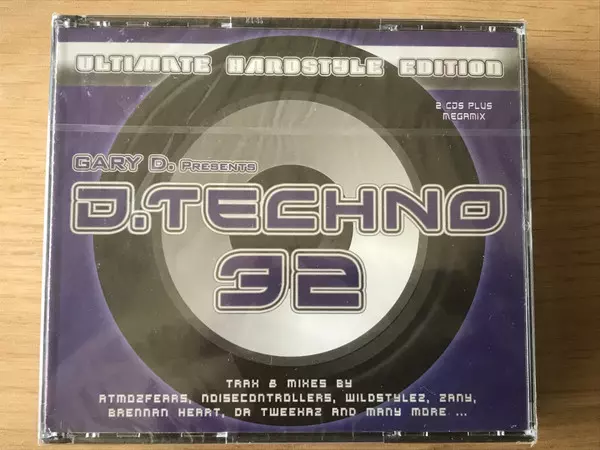 ULTIMATE HARDSTYLE EDITION
2 CDS PLUS
MEGAMIX
GARY D. PRESENTS
D.TECHNO
32
TRAX & MIXES BY
ATMOZFEARS, NOISECONTROLLERS, WILDSTYLEZ, ZANY,
BRENNAN HEART, DR TWEEKAZ AND MANY MORE ...